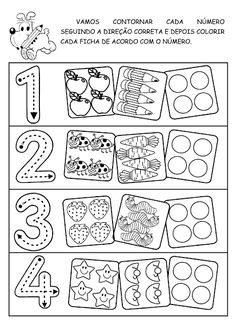 VAMOS CONTORNAR CADA NÚMERO
SEGUINDO A DIREÇÃO CORRETA E DEPOIS COLORIR
CADA FICHA DE ACORDO COM O NÚMERO.
1
2
3
4